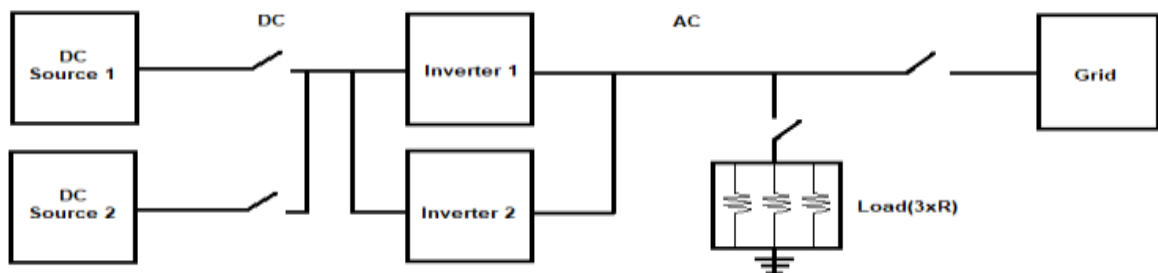 DC
AC
DC
Source 1
Inverter 1
Grid
DC
Source 2
Inverter 2
Load(3xR)